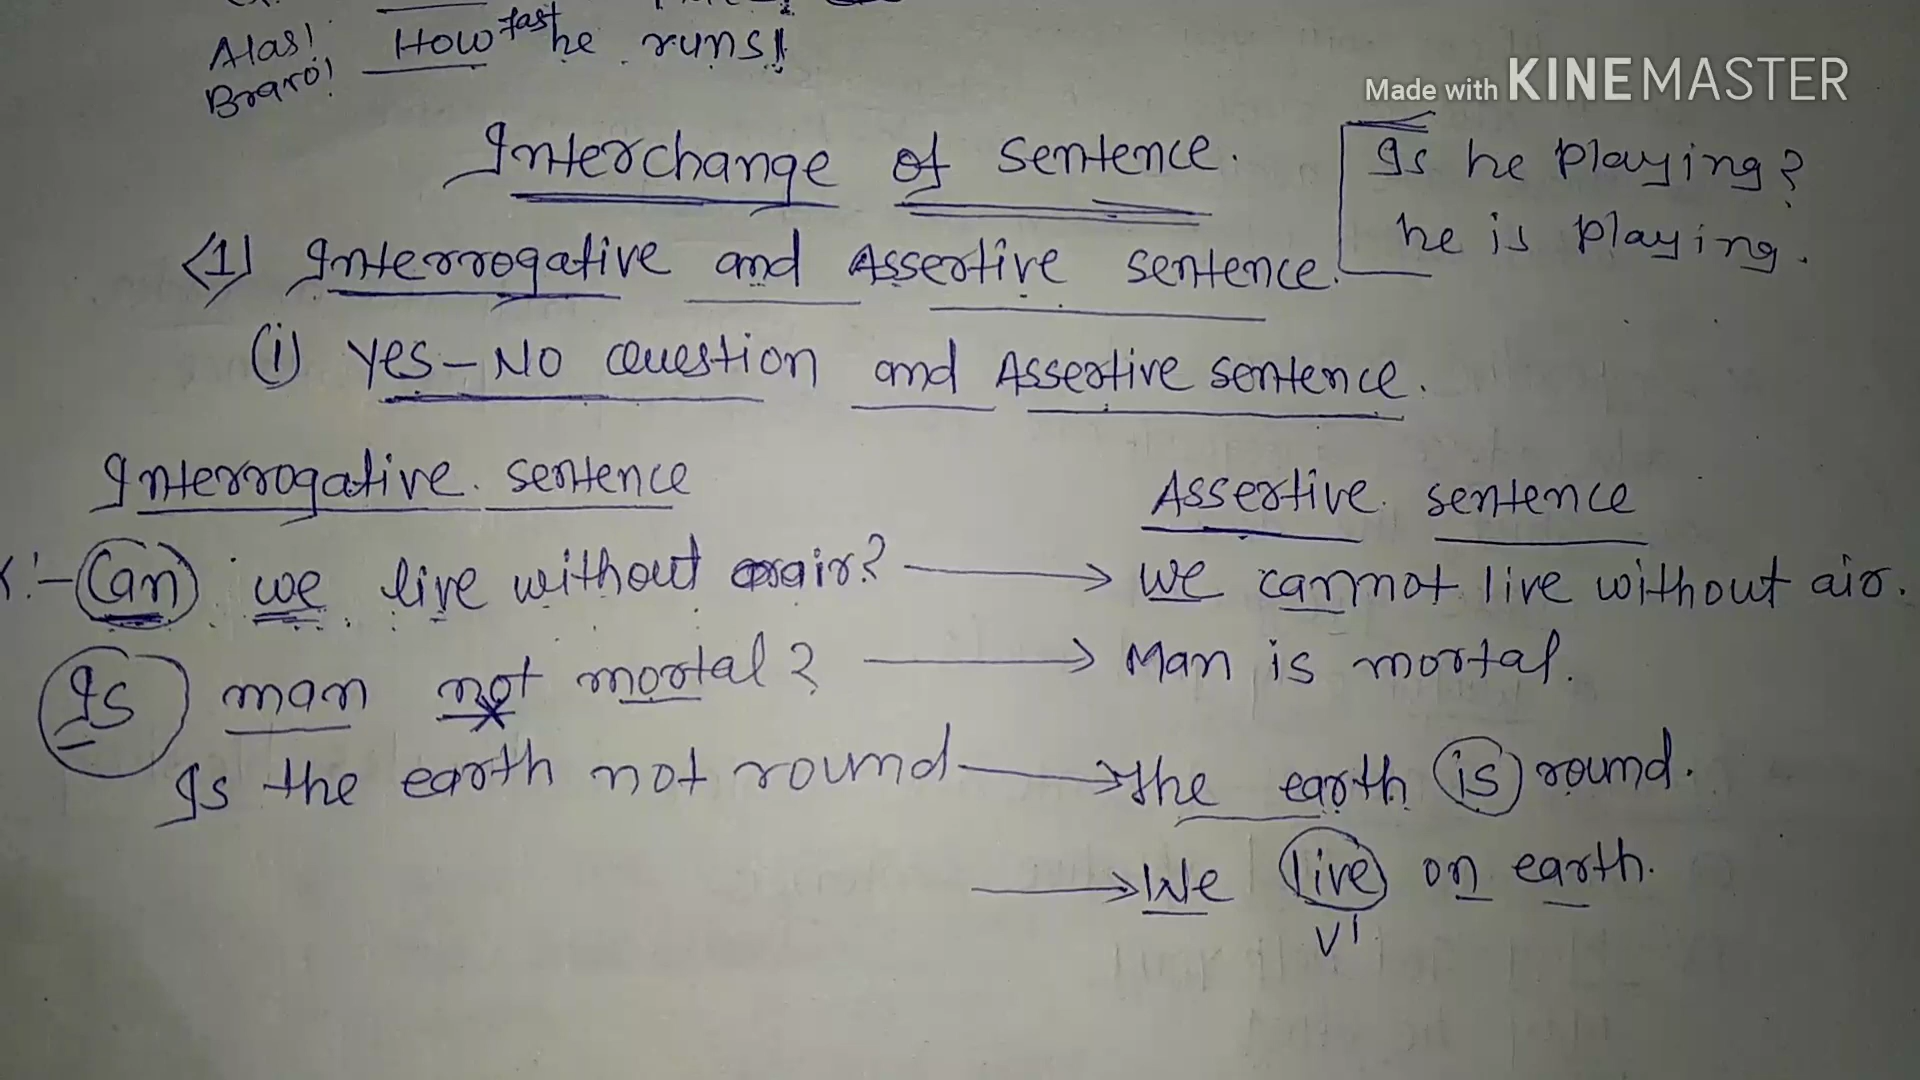 Alas! How fast he runs!
Bravo!
Made with KINEMASTER
Interchange of sentence.
Is he playing?
he is playing.
(1) Interrogative and Assertive sentence.
(i) Yes-No Question and Assertive sentence.
Interrogative sentence
Assertive sentence
:- Can we live without air? → We cannot live without air.
Is man not mortal? → Man is mortal.
Is the earth not round → The earth is round.
→ We live on earth.
V1